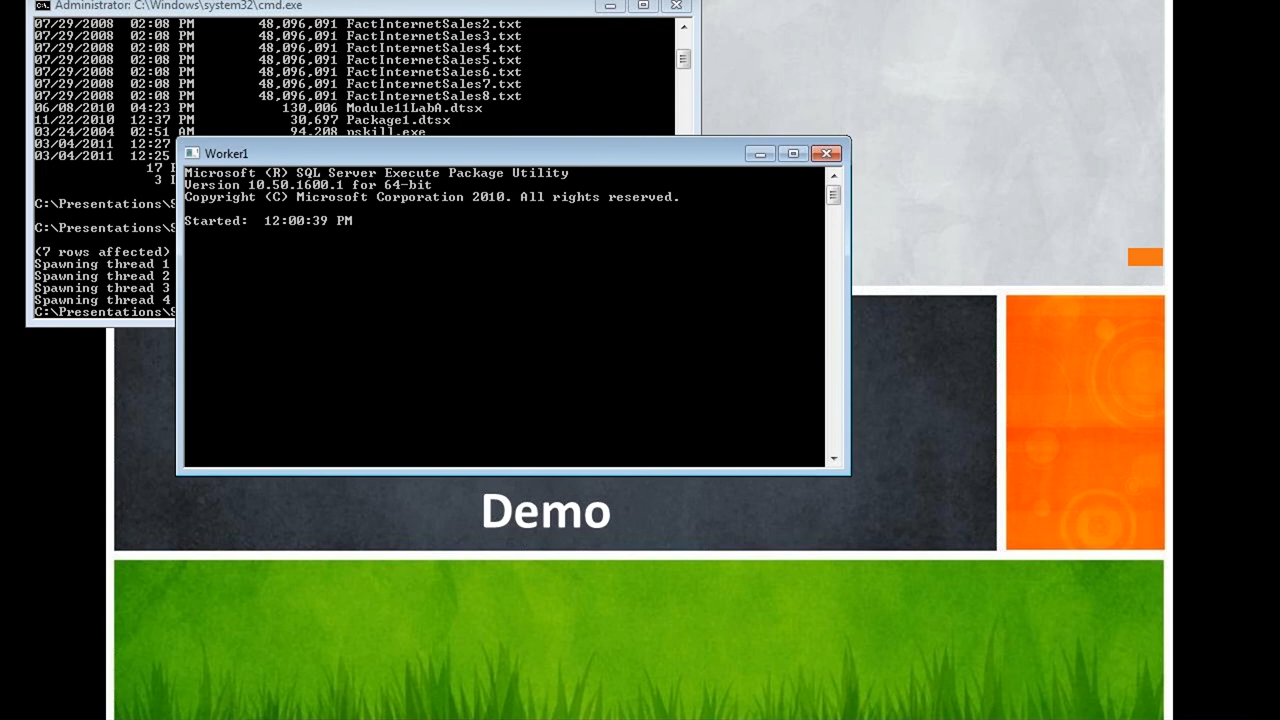 Administrator: C:\Windows\system32\cmd.exe
07/29/2008 02:08 PM 48,096,091 FactInternetSales2.txt
07/29/2008 02:08 PM 48,096,091 FactInternetSales3.txt
07/29/2008 02:08 PM 48,096,091 FactInternetSales4.txt
07/29/2008 02:08 PM 48,096,091 FactInternetSales5.txt
07/29/2008 02:08 PM 48,096,091 FactInternetSales6.txt
07/29/2008 02:08 PM 48,096,091 FactInternetSales7.txt
07/29/2008 02:08 PM 48,096,091 FactInternetSales8.txt
06/08/2010 04:23 PM 130,006 Module11LabA.dtsx
11/22/2010 12:37 PM 30,697 Package1.dtsx
03/24/2004 02:51 AM 94,208 pskill.exe
03/04/2011 12:27
03/04/2011 12:25
17
3
C:\Presentations\S
C:\Presentations\S
(7 rows affected)
Spawning thread 1
Spawning thread 2
Spawning thread 3
Spawning thread 4
C:\Presentations\S
Worker1
Microsoft (R) SQL Server Execute Package Utility
Version 10.50.1600.1 for 64-bit
Copyright (C) Microsoft Corporation 2010. All rights reserved.
Started: 12:00:39 PM
Demo